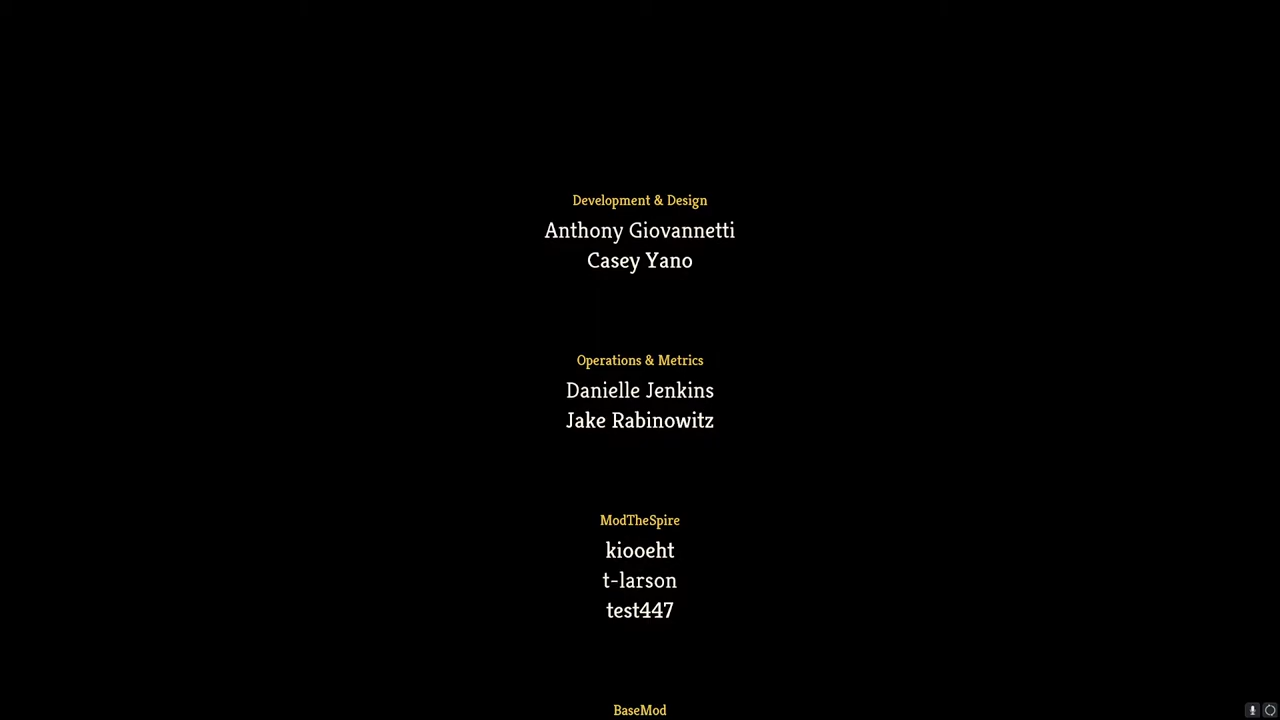 Development & Design
Anthony Giovannetti
Casey Yano
Operations & Metrics
Danielle Jenkins
Jake Rabinowitz
ModTheSpire
kiooeht
t-larson
test447
BaseMod